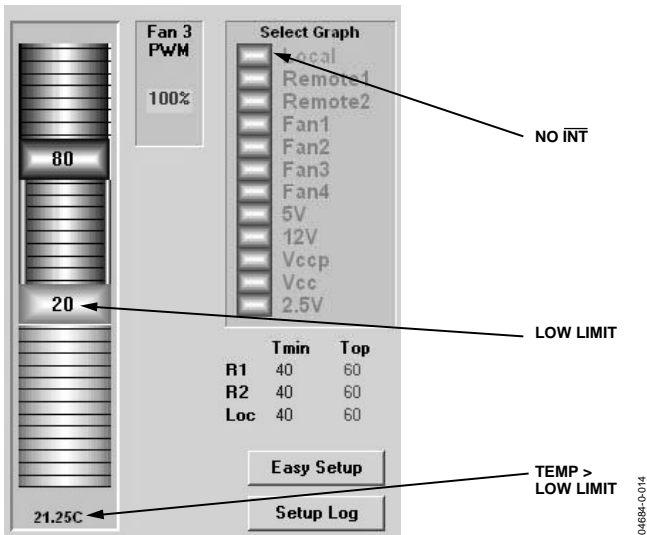 Fan 3
PWM
100%
80
20
21.25C
Select Graph
Local
Remote1
Remote2
Fan1
Fan2
Fan3
Fan4
5V
12V
Vccp
Vcc
2.5V
Tmin Top
R1 40 60
R2 40 60
Loc 40 60
Easy Setup
Setup Log
NO I̅N̅T̅
LOW LIMIT
TEMP >
LOW LIMIT
04684-0-014